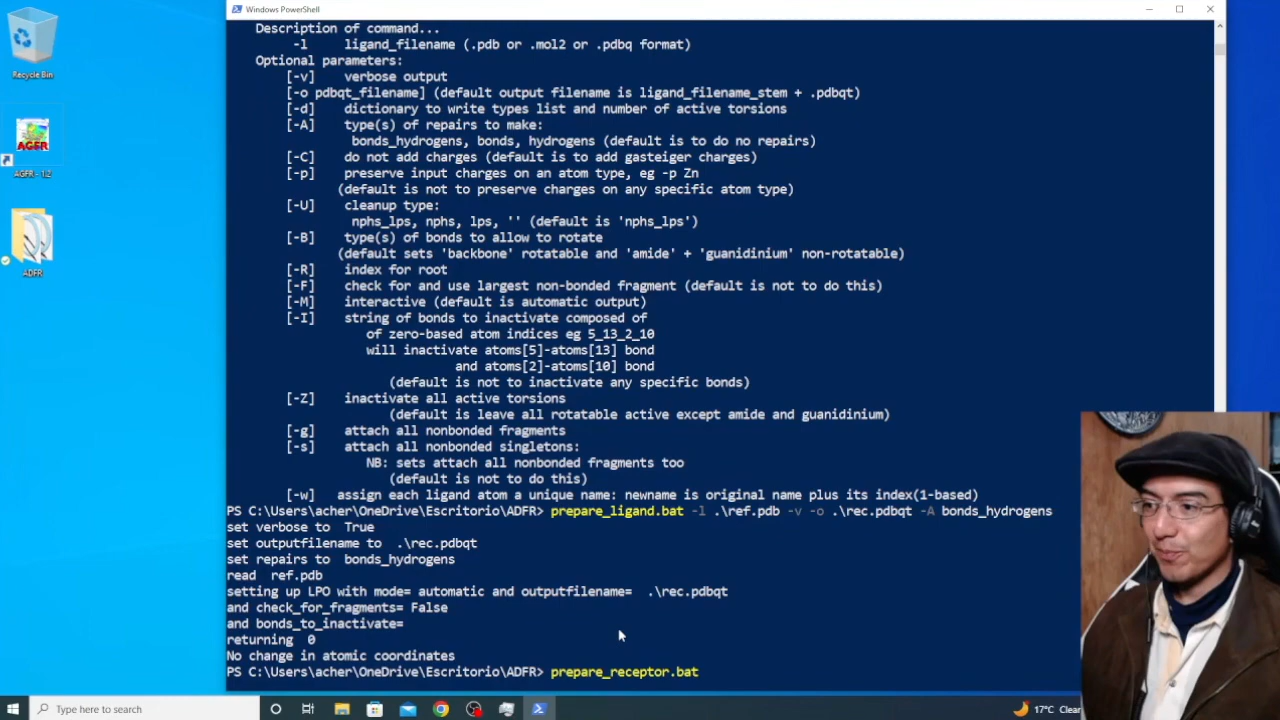 Windows PowerShell
Description of command...
-l ligand_filename (.pdb or .mol2 or .pdbq format)
Optional parameters:
[-v] verbose output
[-o pdbqt_filename] (default output filename is ligand_filename_stem + .pdbqt)
[-d] dictionary to write types list and number of active torsions
[-A] type(s) of repairs to make:
bonds_hydrogens, bonds, hydrogens (default is to do no repairs)
[-C] do not add charges (default is to add gasteiger charges)
[-p] preserve input charges on an atom type, eg -p Zn
(default is not to preserve charges on any specific atom type)
[-U] cleanup type:
nphs_lps, nphs, lps, '' (default is 'nphs_lps')
[-B] type(s) of bonds to allow to rotate
(default sets 'backbone' rotatable and 'amide' + 'guanidinium' non-rotatable)
[-R] index for root
[-F] check for and use largest non-bonded fragment (default is not to do this)
[-M] interactive (default is automatic output)
[-I] string of bonds to inactivate composed of
of zero-based atom indices eg 5_13_2_10
will inactivate atoms[5]-atoms[13] bond
and atoms[2]-atoms[10] bond
(default is not to inactivate any specific bonds)
[-Z] inactivate all active torsions
(default is leave all rotatable active except amide and guanidinium)
[-g] attach all nonbonded fragments
[-s] attach all nonbonded singletons:
NB: sets attach all nonbonded fragments too
(default is not to do this)
[-w] assign each ligand atom a unique name: newname is original name plus its index(1-based)
PS C:\Users\acher\OneDrive\Escritorio\ADFR> prepare_ligand.bat -l .\ref.pdb -v -o .\rec.pdbqt -A bonds_hydrogens
set verbose to True
set outputfilename to .\rec.pdbqt
set repairs to bonds_hydrogens
read ref.pdb
setting up LPO with mode= automatic and outputfilename= .\rec.pdbqt
and check_for_fragments= False
and bonds_to_inactivate=
returning 0
No change in atomic coordinates
PS C:\Users\acher\OneDrive\Escritorio\ADFR> prepare_receptor.bat
Recycle Bin
AGFR
AGFR - 1.2
ADFR
Type here to search
17°C Clear